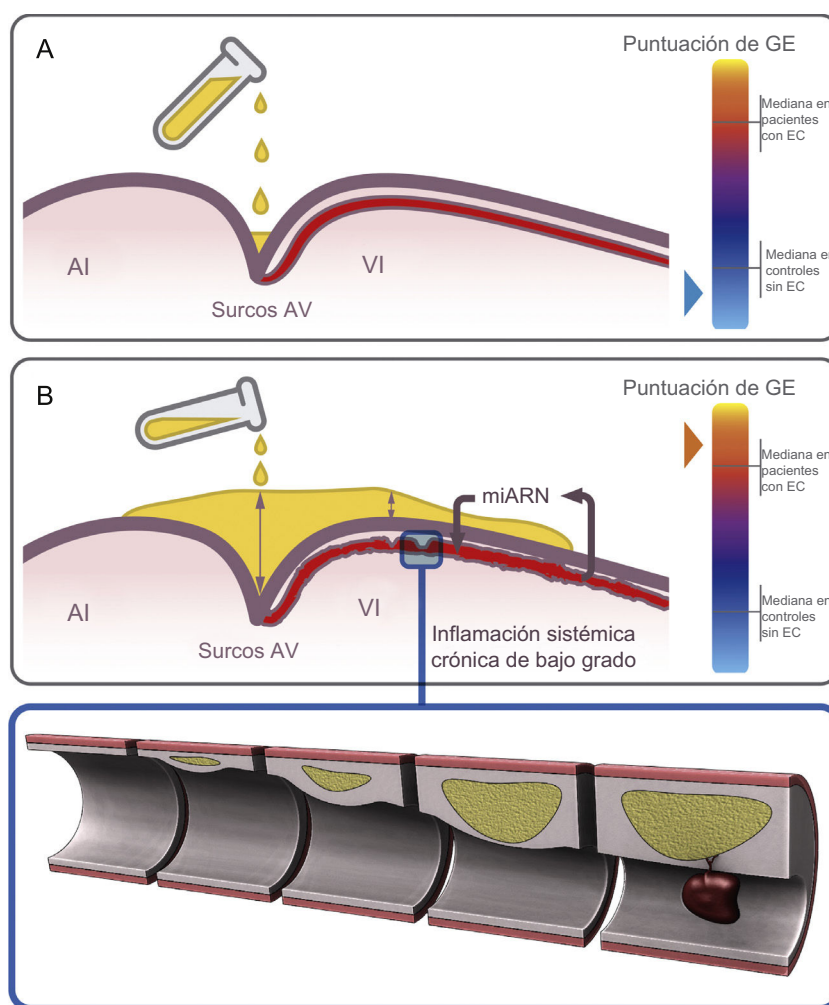 A
Puntuación de GE
Mediana en
pacientes
con EC
AI
VI
Mediana en
controles
sin EC
Surcos AV
B
Puntuación de GE
Mediana en
pacientes
con EC
miARN
AI
VI
Mediana en
controles
sin EC
Surcos AV
Inflamación sistémica
crónica de bajo grado